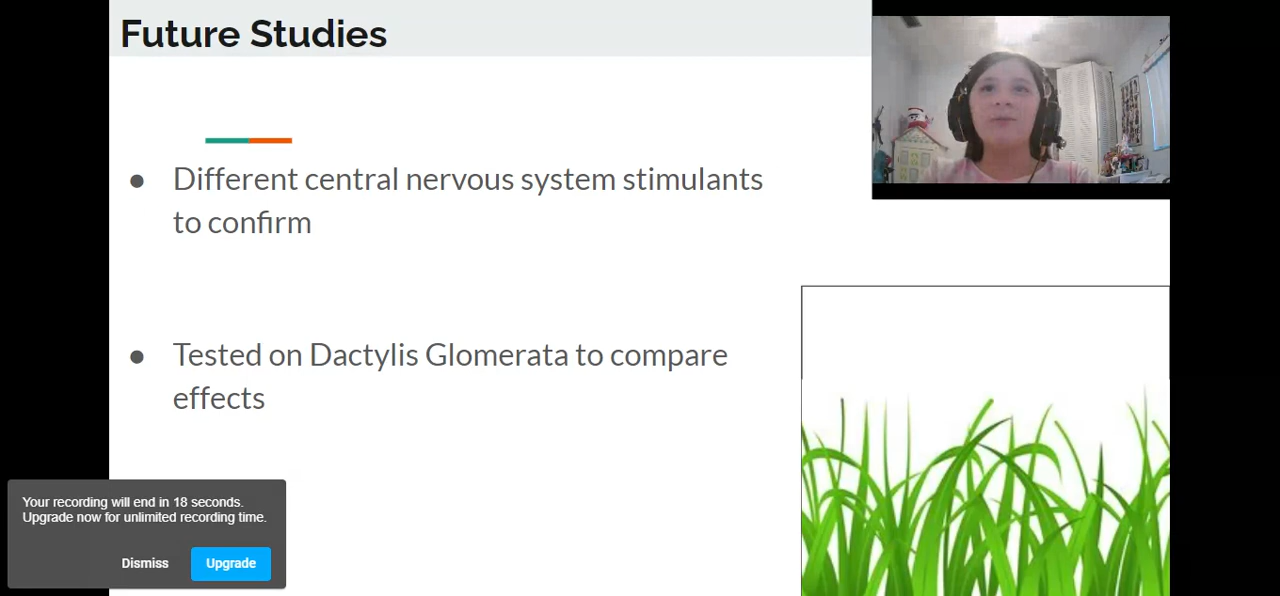 Future Studies
● Different central nervous system stimulants
to confirm
● Tested on Dactylis Glomerata to compare
effects
Your recording will end in 18 seconds.
Upgrade now for unlimited recording time.
Dismiss
Upgrade